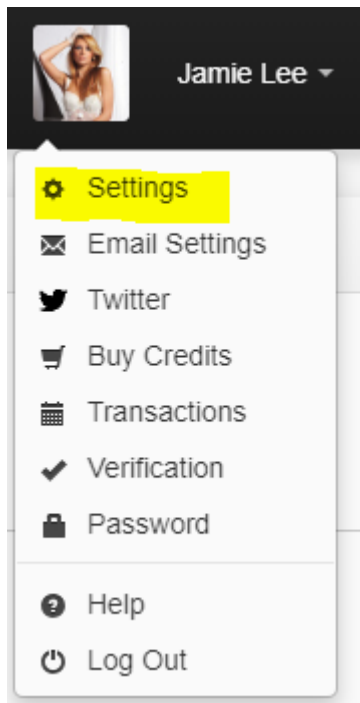 Jamie Lee
Settings
Email Settings
Twitter
Buy Credits
Transactions
Verification
Password
Help
Log Out